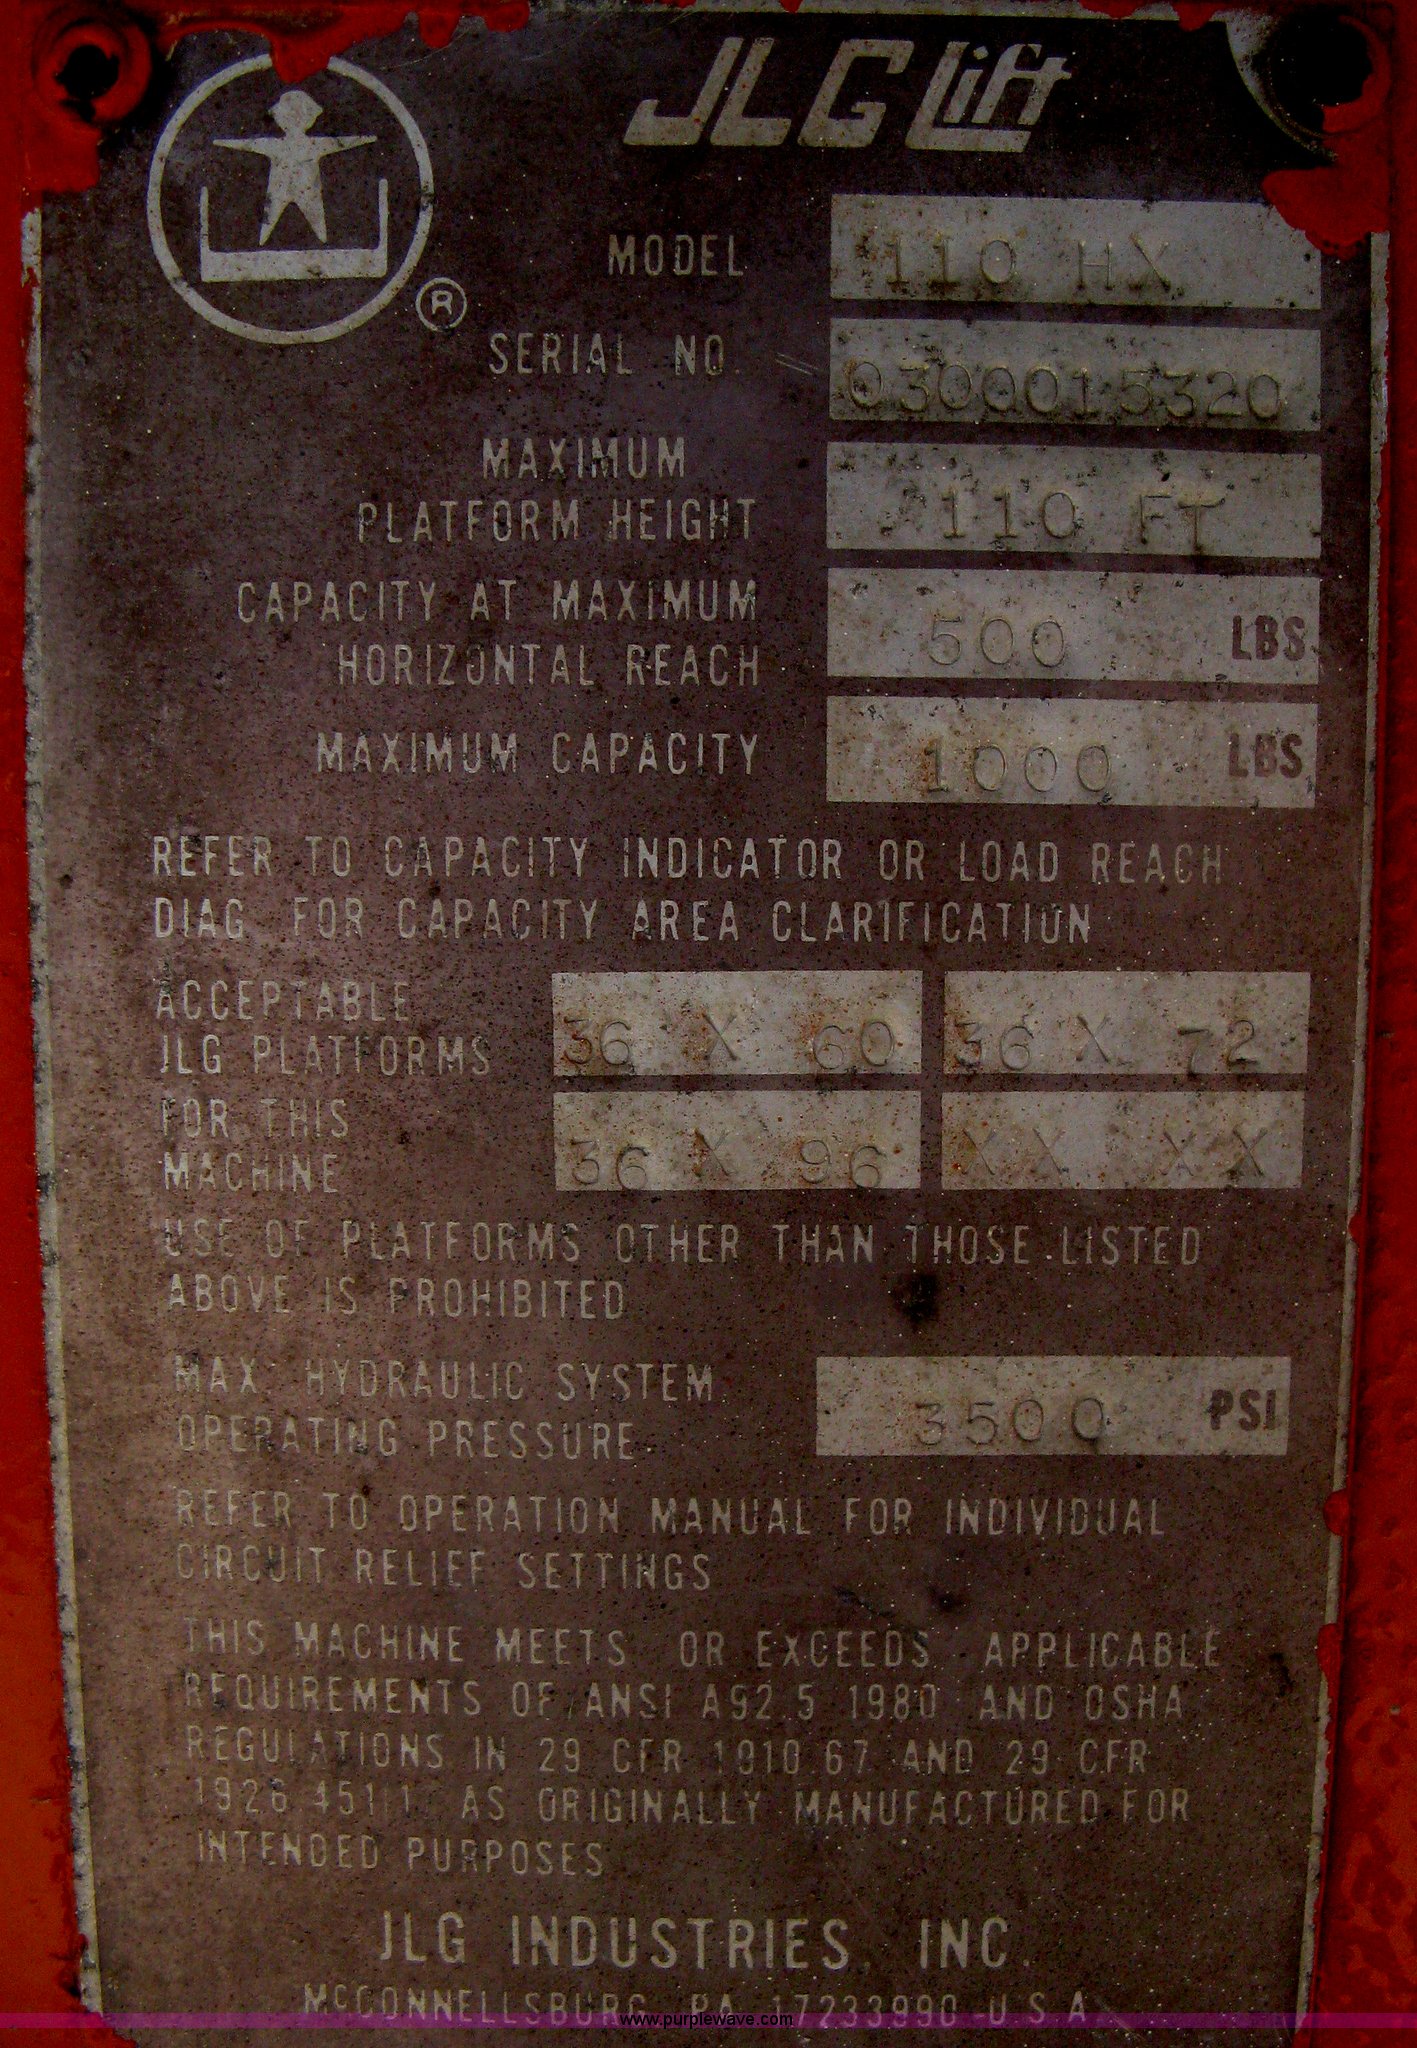 JLG Lift
®
MODEL 110 HX
SERIAL NO. 0300015320
MAXIMUM
PLATFORM HEIGHT 110 FT
CAPACITY AT MAXIMUM
HORIZONTAL REACH 500 LBS
MAXIMUM CAPACITY 1000 LBS
REFER TO CAPACITY INDICATOR OR LOAD REACH
DIAG. FOR CAPACITY AREA CLARIFICATION
ACCEPTABLE
JLG PLATFORMS 36 X 60 36 X 72
FOR THIS
MACHINE 36 X 96 XX XX
USE OF PLATFORMS OTHER THAN THOSE LISTED
ABOVE IS PROHIBITED
MAX. HYDRAULIC SYSTEM
OPERATING PRESSURE 3500 PSI
REFER TO OPERATION MANUAL FOR INDIVIDUAL
CIRCUIT RELIEF SETTINGS
THIS MACHINE MEETS OR EXCEEDS APPLICABLE
REQUIREMENTS OF ANSI A92.5 1980 AND OSHA
REGULATIONS IN 29 CFR 1910.67 AND 29 CFR
AS ORIGINALLY MANUFACTURED FOR
INTENDED PURPOSES
JLG INDUSTRIES, INC.
McCONNELLSBURG, PA. U.S.A.
www.purplewave.com